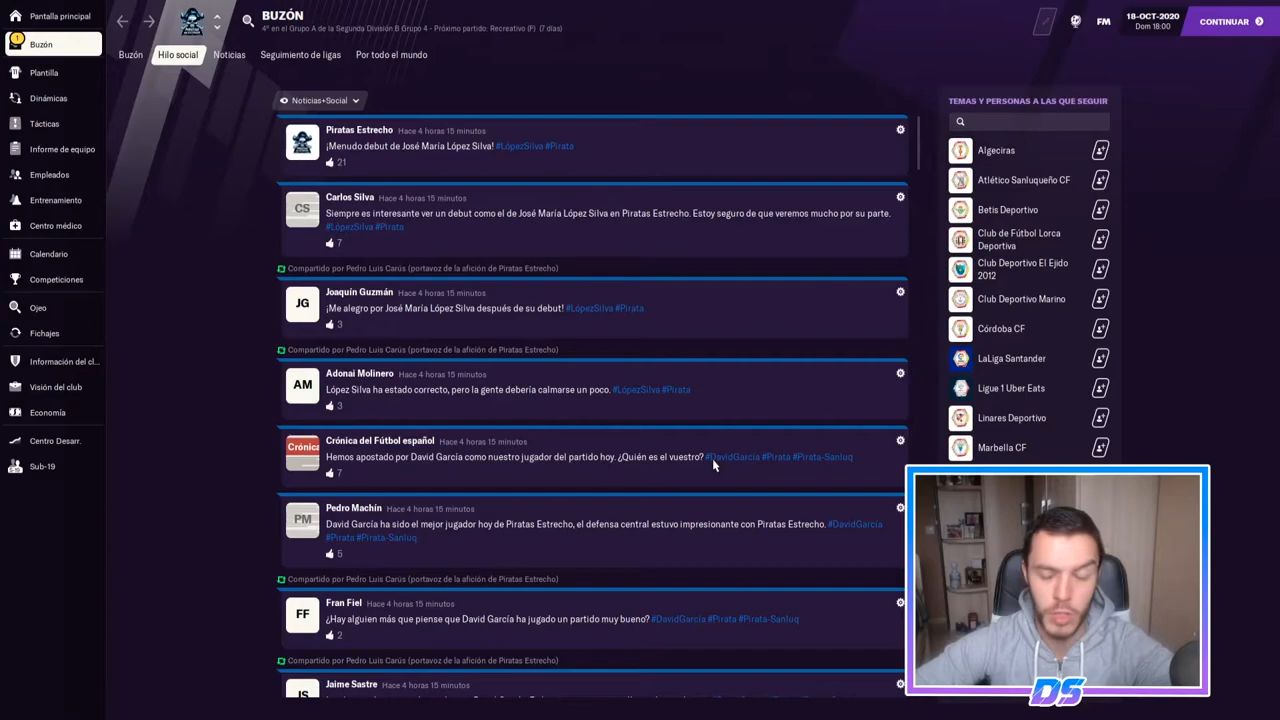 Pantalla principal
1
Buzón
Plantilla
Dinámicas
Tácticas
Informe de equipo
Empleados
Entrenamiento
Centro médico
Calendario
Competiciones
Ojeo
Fichajes
Información del cl...
Visión del club
Economía
Centro Desarr.
Sub-19
BUZÓN
4º en el Grupo A de la Segunda División B Grupo 4 - Próximo partido: Recreativo (F) (7 días)
FM
18-OCT-2020
Dom 18:00
CONTINUAR
Buzón
Hilo social
Noticias
Seguimiento de ligas
Por todo el mundo
Noticias+Social
Piratas Estrecho Hace 4 horas 15 minutos
¡Menudo debut de José María López Silva! #LópezSilva #Pirata
21
CS
Carlos Silva Hace 4 horas 15 minutos
Siempre es interesante ver un debut como el de José María López Silva en Piratas Estrecho. Estoy seguro de que veremos mucho por su parte.
#LópezSilva #Pirata
7
Compartido por Pedro Luis Carús (portavoz de la afición de Piratas Estrecho)
JG
Joaquín Guzmán Hace 4 horas 15 minutos
¡Me alegro por José María López Silva después de su debut! #LópezSilva #Pirata
3
Compartido por Pedro Luis Carús (portavoz de la afición de Piratas Estrecho)
AM
Adonai Molinero Hace 4 horas 15 minutos
López Silva ha estado correcto, pero la gente debería calmarse un poco. #LópezSilva #Pirata
3
Crónica
Crónica del Fútbol español Hace 4 horas 15 minutos
Hemos apostado por David García como nuestro jugador del partido hoy. ¿Quién es el vuestro? #DavidGarcía #Pirata #Pirata-Sanluq
7
PM
Pedro Machín Hace 4 horas 15 minutos
David García ha sido el mejor jugador hoy de Piratas Estrecho, el defensa central estuvo impresionante con Piratas Estrecho. #DavidGarcía
#Pirata #Pirata-Sanluq
5
Compartido por Pedro Luis Carús (portavoz de la afición de Piratas Estrecho)
FF
Fran Fiel Hace 4 horas 15 minutos
¿Hay alguien más que piense que David García ha jugado un partido muy bueno? #DavidGarcía #Pirata #Pirata-Sanluq
2
Compartido por Pedro Luis Carús (portavoz de la afición de Piratas Estrecho)
JS
Jaime Sastre Hace 4 horas 15 minutos
TEMAS Y PERSONAS A LAS QUE SEGUIR
Algeciras
Atlético Sanluqueño CF
Betis Deportivo
Club de Fútbol Lorca
Deportiva
Club Deportivo El Ejido
2012
Club Deportivo Marino
Córdoba CF
LaLiga Santander
Ligue 1 Uber Eats
Linares Deportivo
Marbella CF
DS